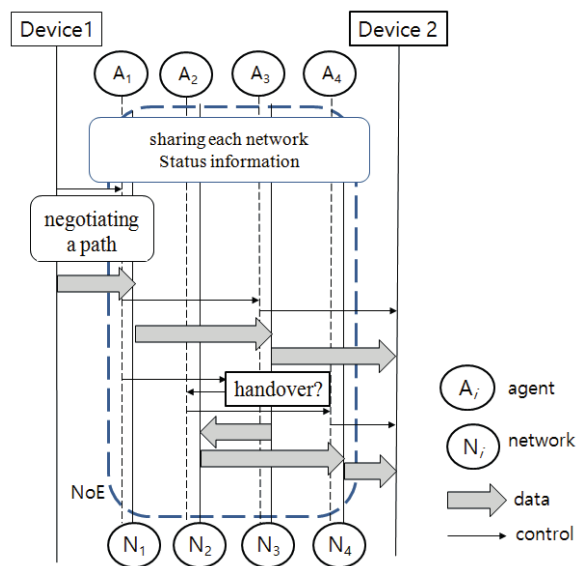 Device1
Device 2
A1
A2
A3
A4
sharing each network
Status information
negotiating
a path
handover?
Ai
agent
Ni
network
NoE
data
control
N1
N2
N3
N4